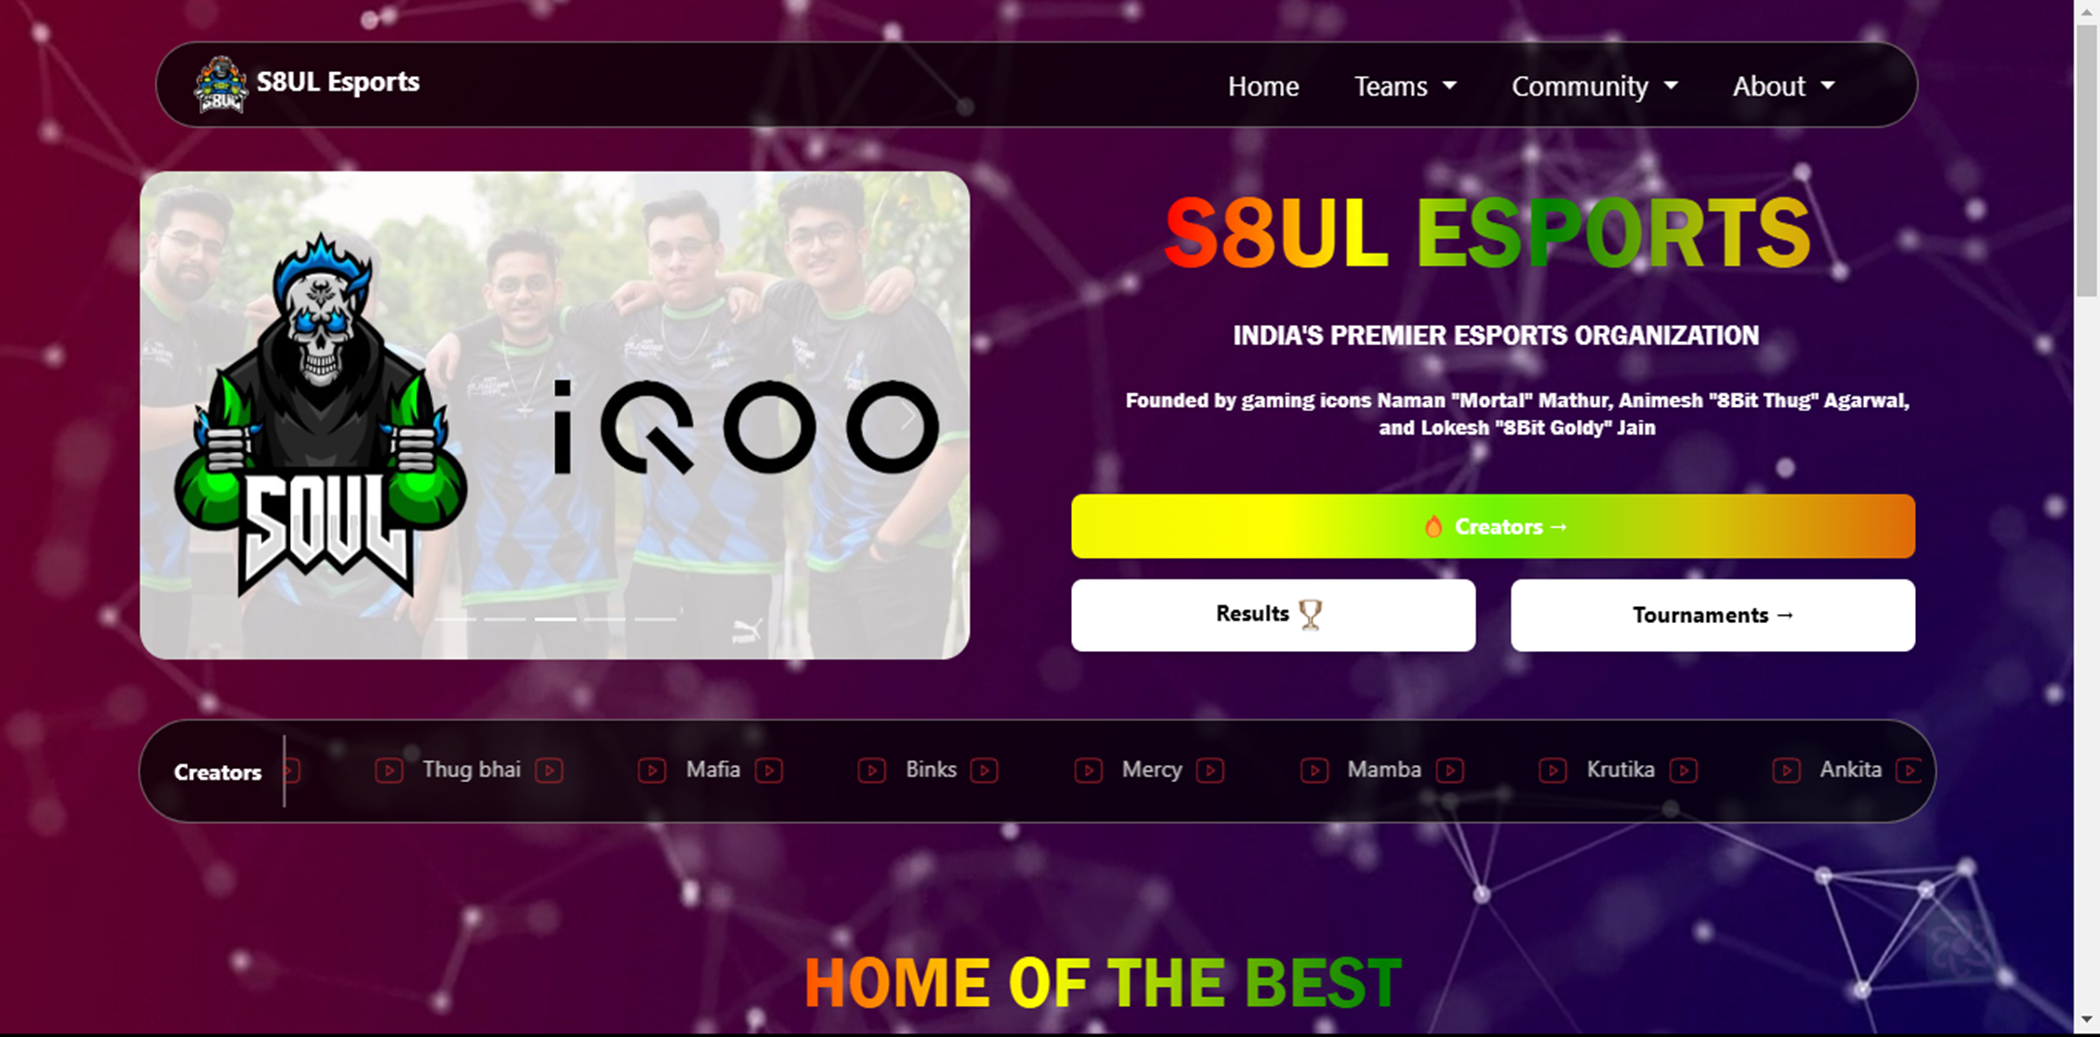 S8UL
S8UL Esports
Home
Teams
Community
About
SOUL
iQOO
PUMA
S8UL ESPORTS
INDIA'S PREMIER ESPORTS ORGANIZATION
Founded by gaming icons Naman "Mortal" Mathur, Animesh "8Bit Thug" Agarwal,
and Lokesh "8Bit Goldy" Jain
🔥 Creators →
Results 🏆
Tournaments →
Creators
Thug bhai
Mafia
Binks
Mercy
Mamba
Krutika
Ankita
HOME OF THE BEST